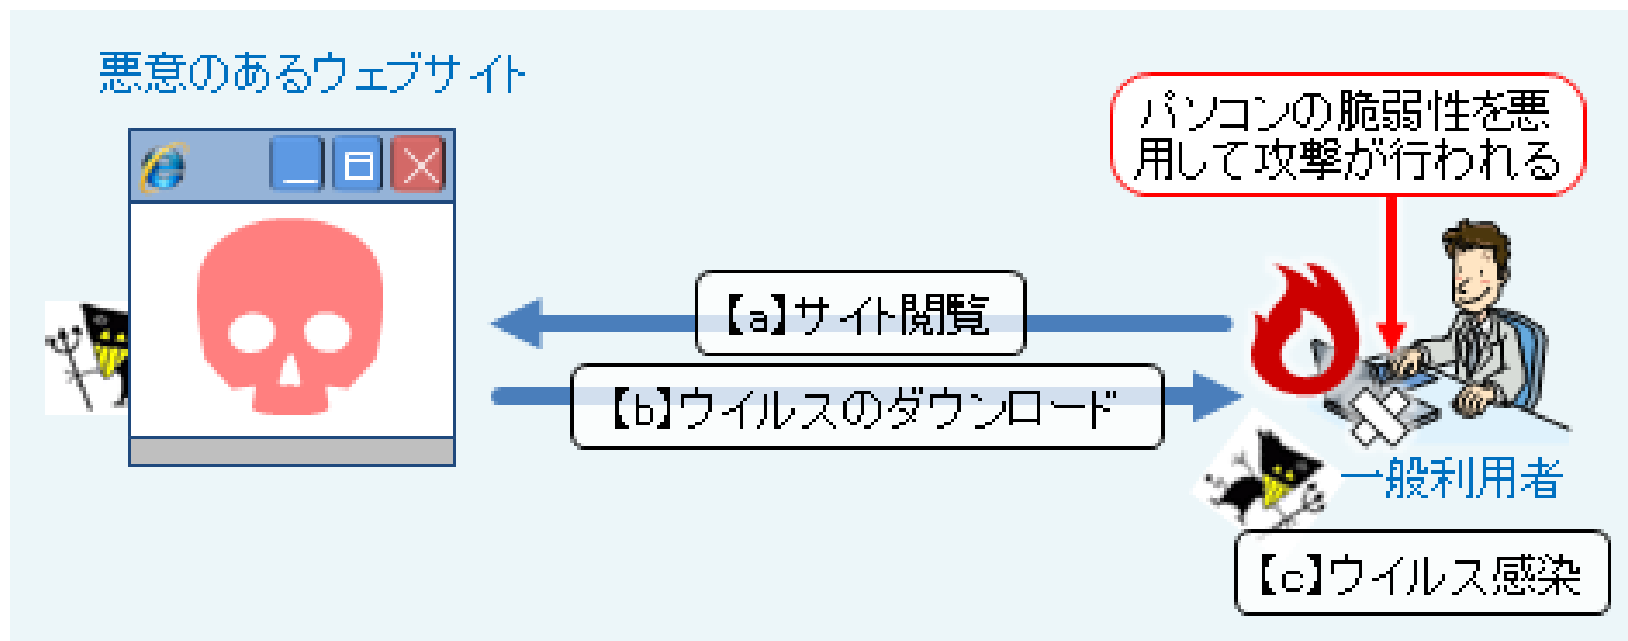 悪意のあるウェブサイト
パソコンの脆弱性を悪
用して攻撃が行われる
【a】サイト閲覧
【b】ウイルスのダウンロード
一般利用者
【c】ウイルス感染